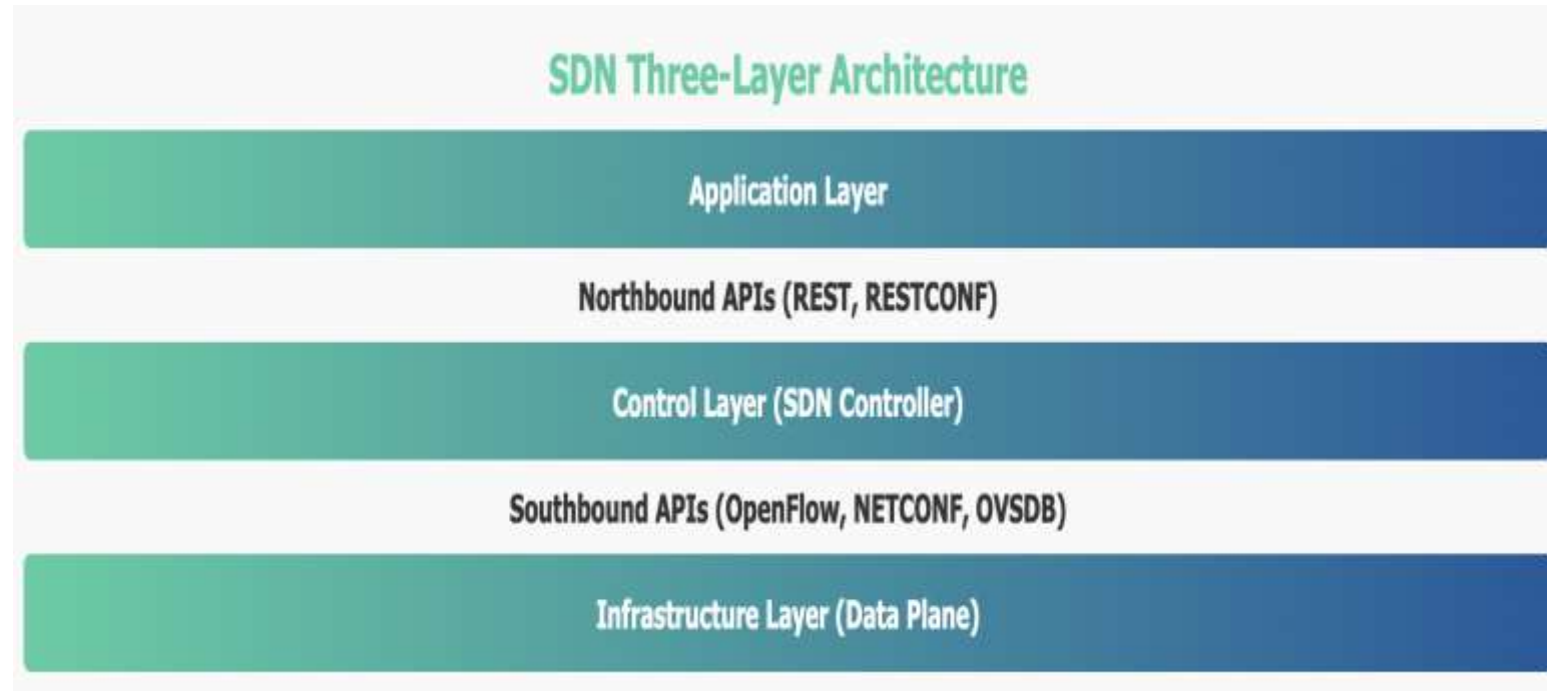 SDN Three-Layer Architecture
Application Layer
Northbound APIs (REST, RESTCONF)
Control Layer (SDN Controller)
Southbound APIs (OpenFlow, NETCONF, OVSDB)
Infrastructure Layer (Data Plane)